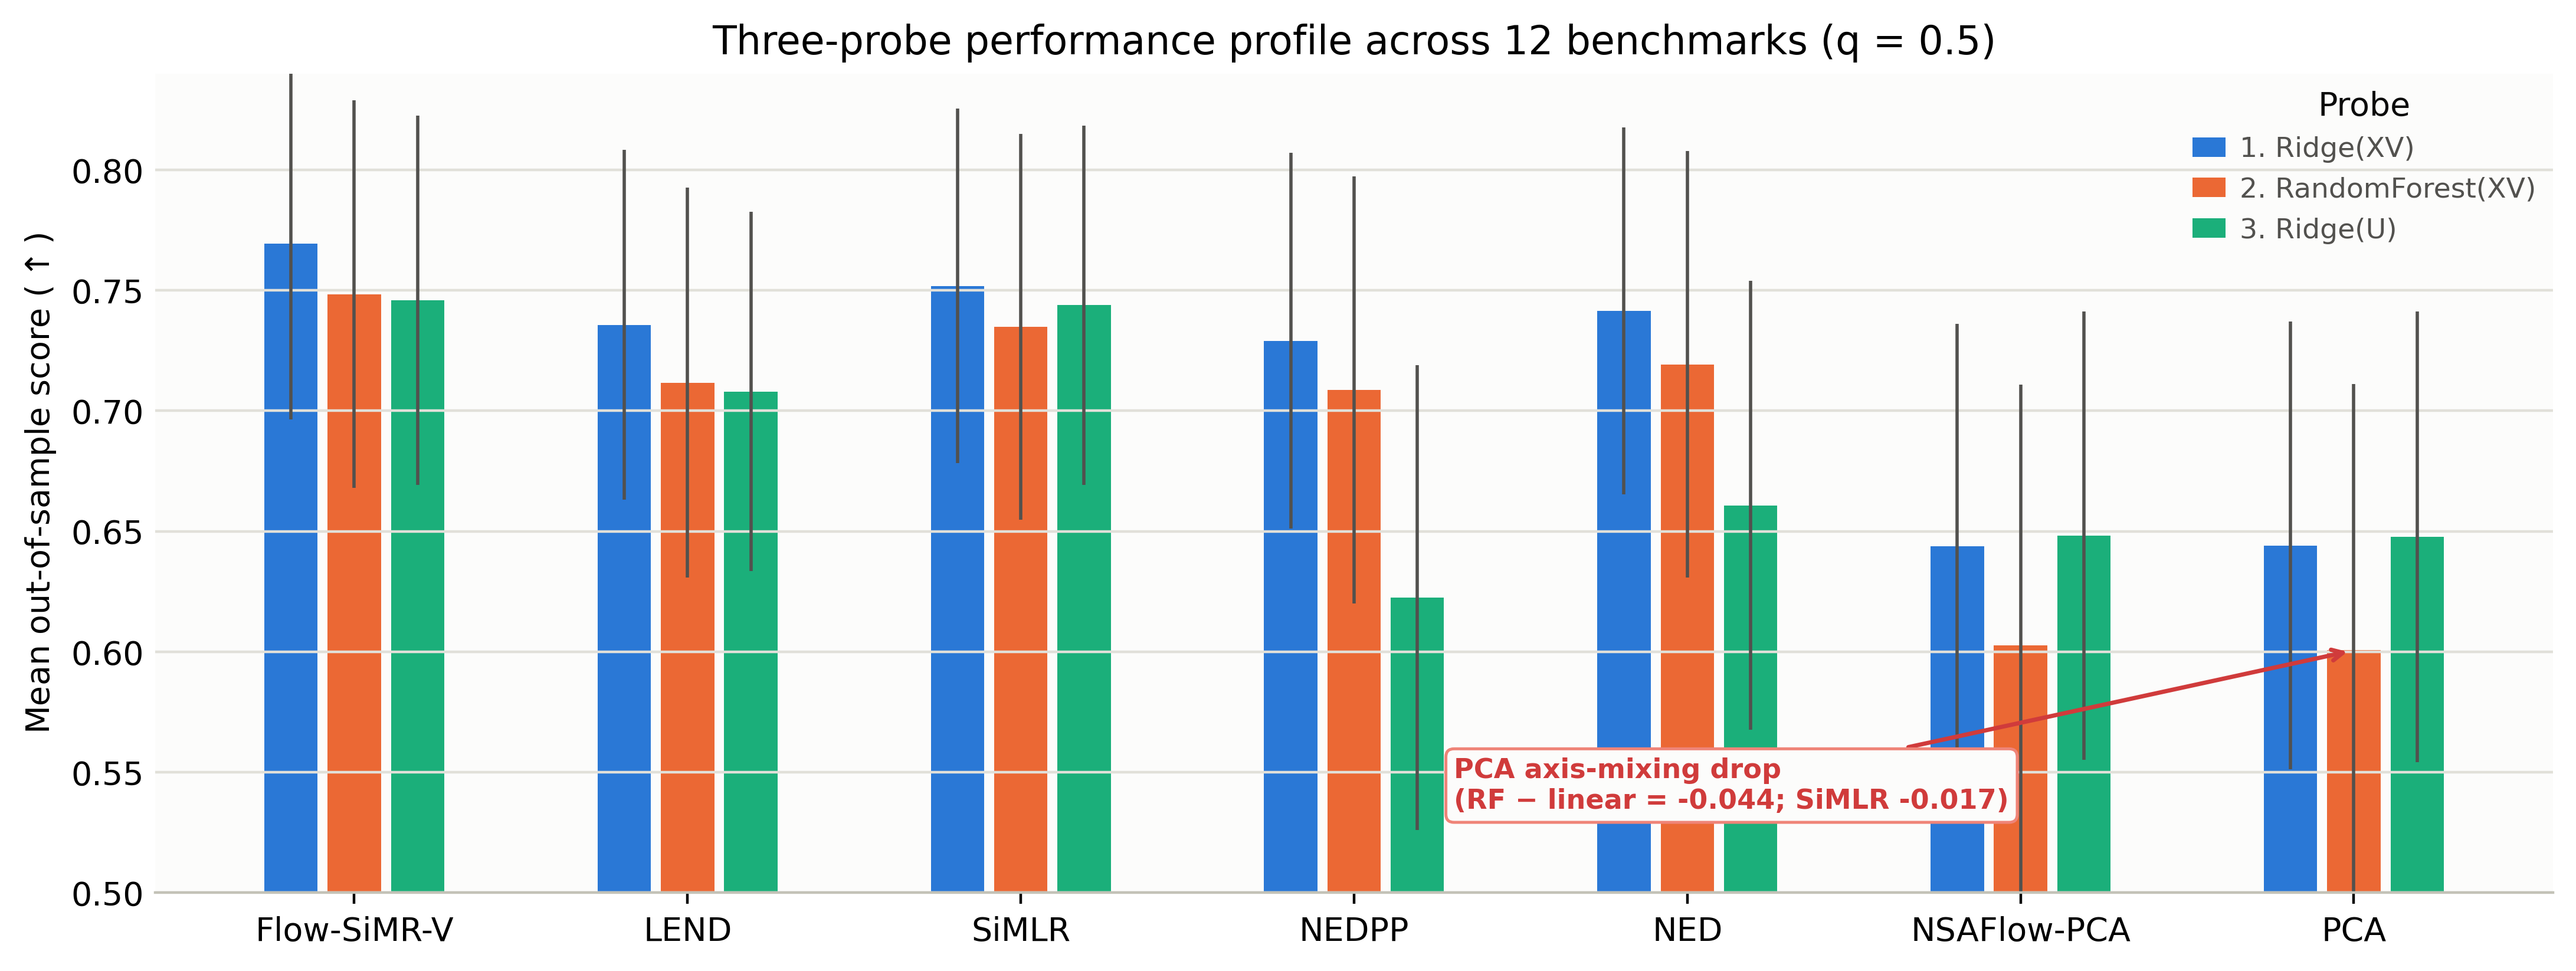 Three-probe performance profile across 12 benchmarks (q = 0.5)
Mean out-of-sample score ( ↑ )
0.80
0.75
0.70
0.65
0.60
0.55
0.50
Probe
1. Ridge(XV)
2. RandomForest(XV)
3. Ridge(U)
PCA axis-mixing drop
(RF − linear = -0.044; SiMLR -0.017)
Flow-SiMR-V
LEND
SiMLR
NEDPP
NED
NSAFlow-PCA
PCA